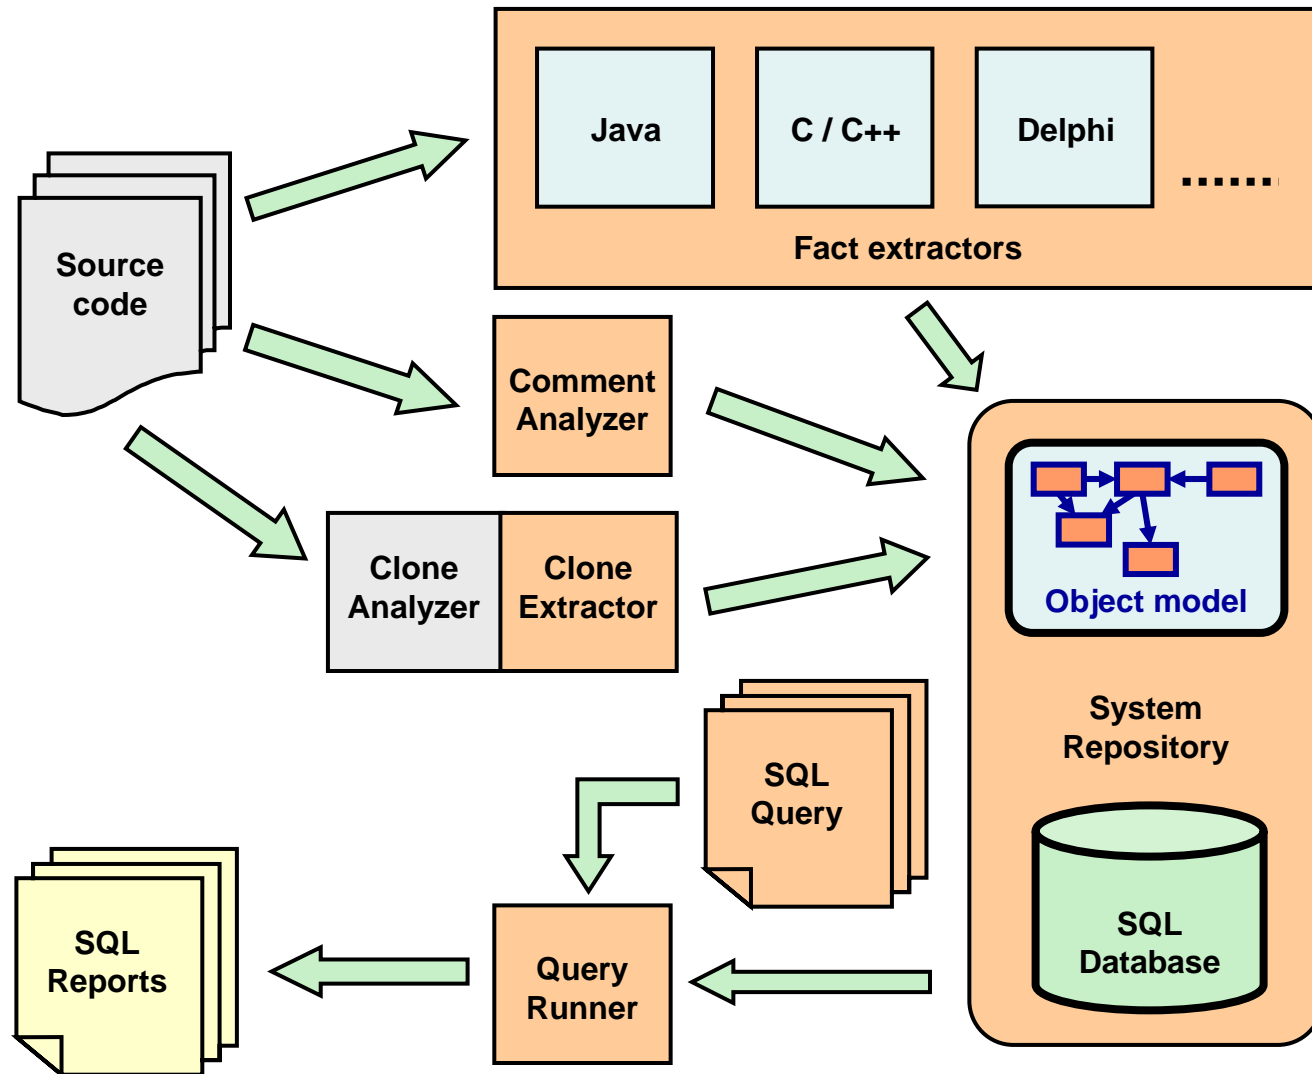 Java
C / C++
Delphi
.......
Fact extractors
Source
code
Comment
Analyzer
Clone
Analyzer
Clone
Extractor
Object model
System
Repository
SQL
Query
SQL
Database
SQL
Reports
Query
Runner